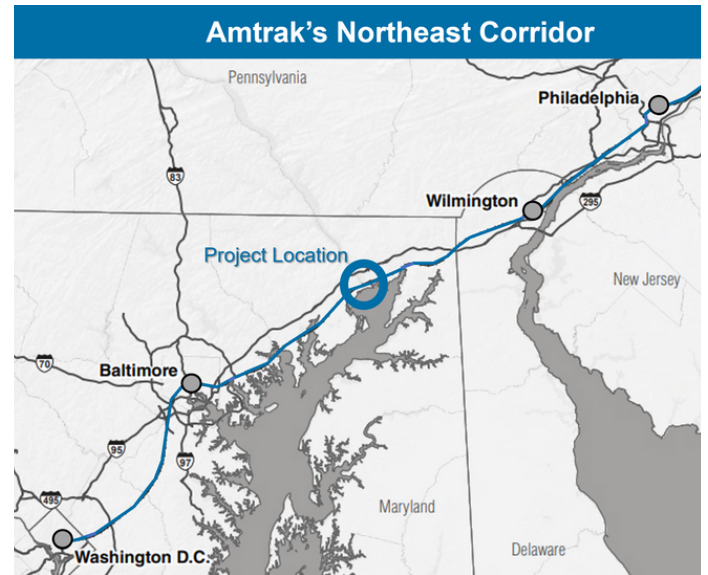 Amtrak's Northeast Corridor
Pennsylvania
Philadelphia
83
Wilmington
295
Project Location
New Jersey
70
Baltimore
95
97
495
Maryland
Washington D.C.
Delaware